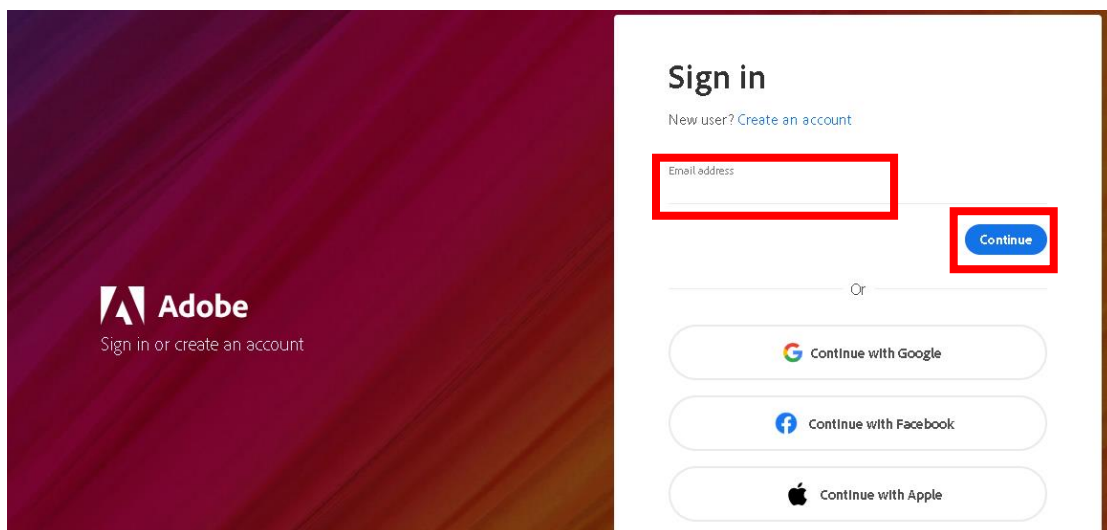 Sign in
New user? Create an account
Email address
Continue
Or
Adobe
Sign in or create an account
Continue with Google
Continue with Facebook
Continue with Apple